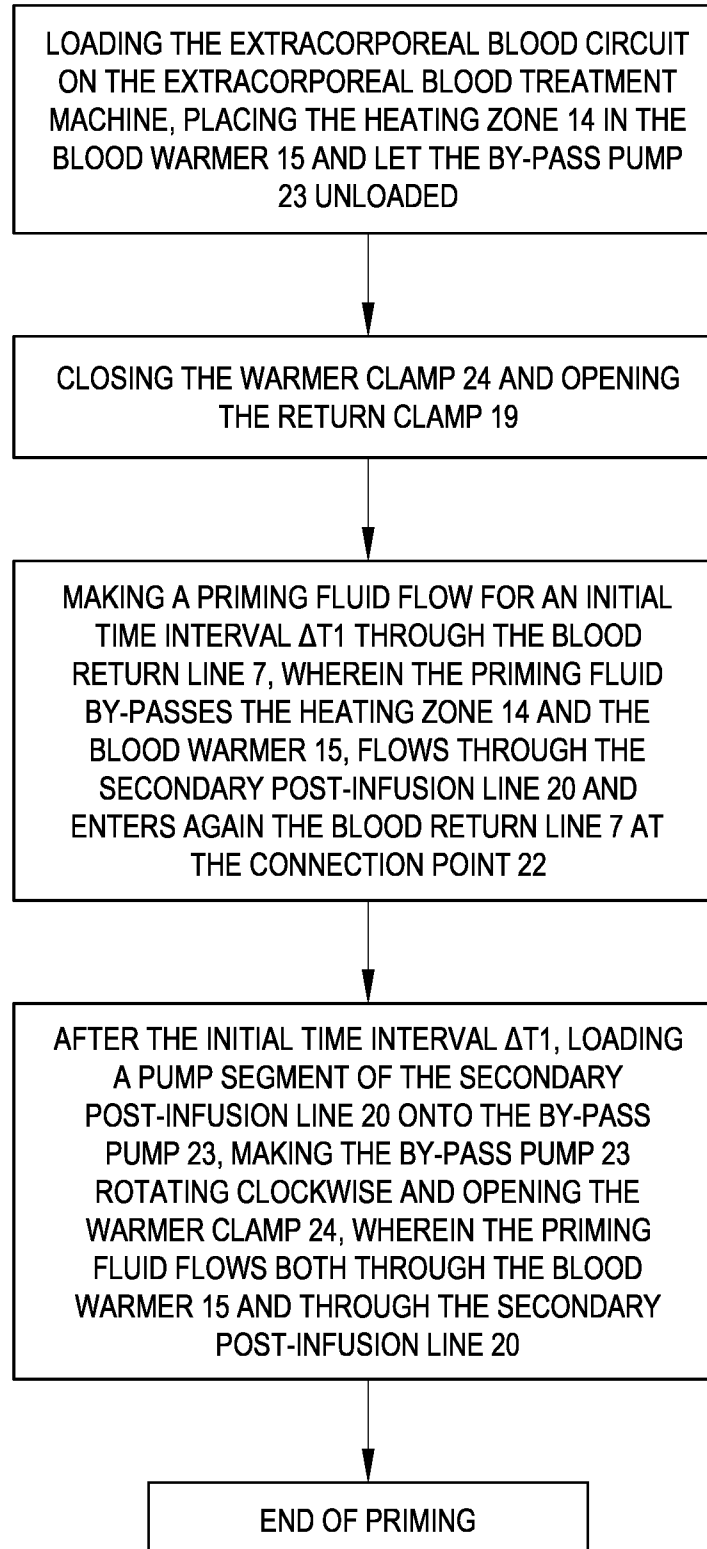 LOADING THE EXTRACORPOREAL BLOOD CIRCUIT
ON THE EXTRACORPOREAL BLOOD TREATMENT
MACHINE, PLACING THE HEATING ZONE 14 IN THE
BLOOD WARMER 15 AND LET THE BY-PASS PUMP
23 UNLOADED
CLOSING THE WARMER CLAMP 24 AND OPENING
THE RETURN CLAMP 19
MAKING A PRIMING FLUID FLOW FOR AN INITIAL
TIME INTERVAL ΔT1 THROUGH THE BLOOD
RETURN LINE 7, WHEREIN THE PRIMING FLUID
BY-PASSES THE HEATING ZONE 14 AND THE
BLOOD WARMER 15, FLOWS THROUGH THE
SECONDARY POST-INFUSION LINE 20 AND
ENTERS AGAIN THE BLOOD RETURN LINE 7 AT
THE CONNECTION POINT 22
AFTER THE INITIAL TIME INTERVAL ΔT1, LOADING
A PUMP SEGMENT OF THE SECONDARY
POST-INFUSION LINE 20 ONTO THE BY-PASS
PUMP 23, MAKING THE BY-PASS PUMP 23
ROTATING CLOCKWISE AND OPENING THE
WARMER CLAMP 24, WHEREIN THE PRIMING
FLUID FLOWS BOTH THROUGH THE BLOOD
WARMER 15 AND THROUGH THE SECONDARY
POST-INFUSION LINE 20
END OF PRIMING